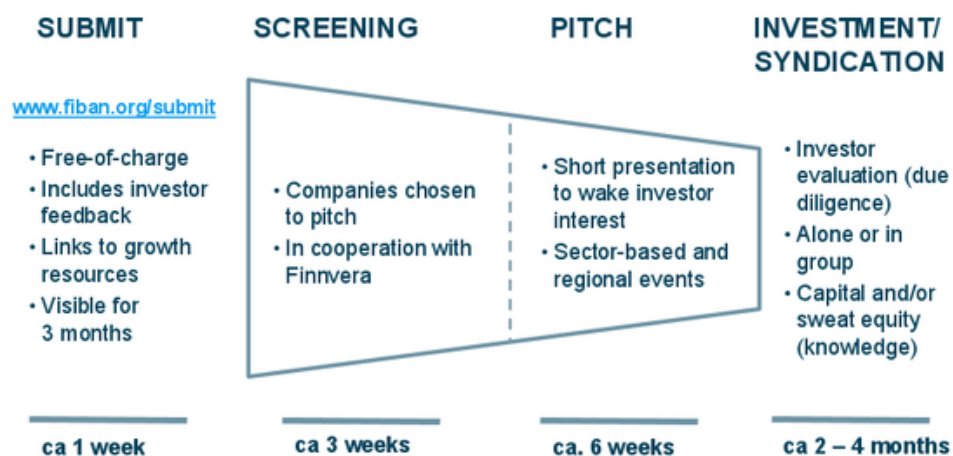 SUBMIT
www.fiban.org/submit
• Free-of-charge
• Includes investor
feedback
• Links to growth
resources
• Visible for
3 months
ca 1 week
SCREENING
• Companies chosen
to pitch
• In cooperation with
Finnvera
ca 3 weeks
PITCH
• Short presentation
to wake investor
interest
• Sector-based and
regional events
ca. 6 weeks
INVESTMENT/
SYNDICATION
• Investor
evaluation (due
diligence)
• Alone or in
group
• Capital and/or
sweat equity
(knowledge)
ca 2 – 4 months